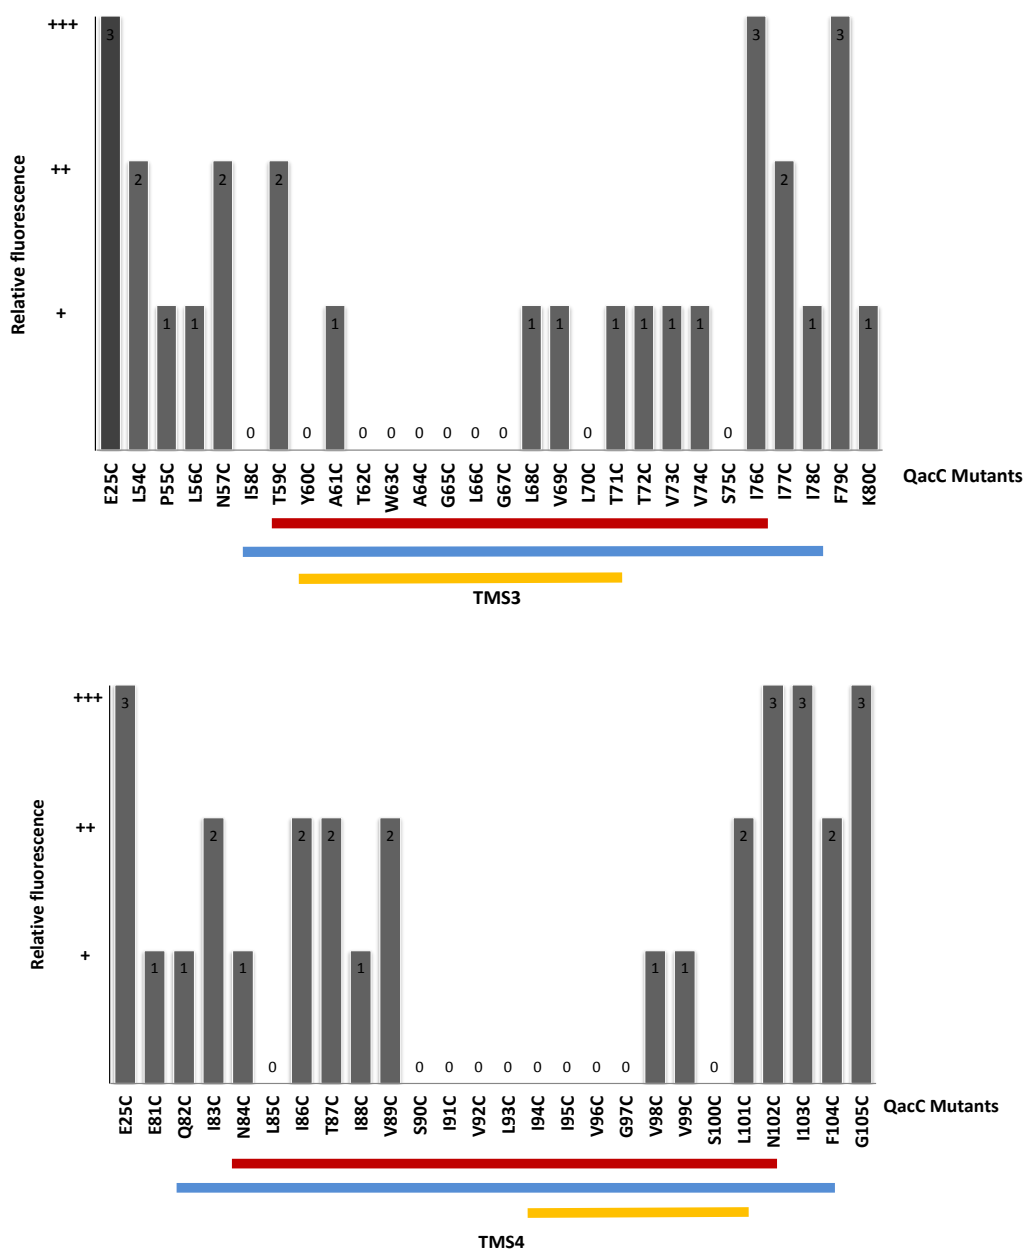 +++
++
+
Relative fluorescence
3 2 1 1 2 0 2 0 1 0 0 0 0 0 0 1 1 0 1 1 1 1 0 3 2 1 3 1
E25C L54C P55C L56C N57C I58C T59C Y60C A61C T62C W63C A64C G65C L66C G67C L68C V69C L70C T71C T72C V73C V74C S75C I76C I77C I78C F79C K80C
QacC Mutants
TMS3
+++
++
+
Relative fluorescence
3 1 1 2 1 0 2 2 1 2 0 0 0 0 0 0 0 0 1 1 0 2 3 3 2 3
E25C E81C Q82C I83C N84C L85C I86C T87C I88C V89C S90C I91C V92C L93C I94C I95C V96C G97C V98C V99C S100C L101C N102C I103C F104C G105C
QacC Mutants
TMS4